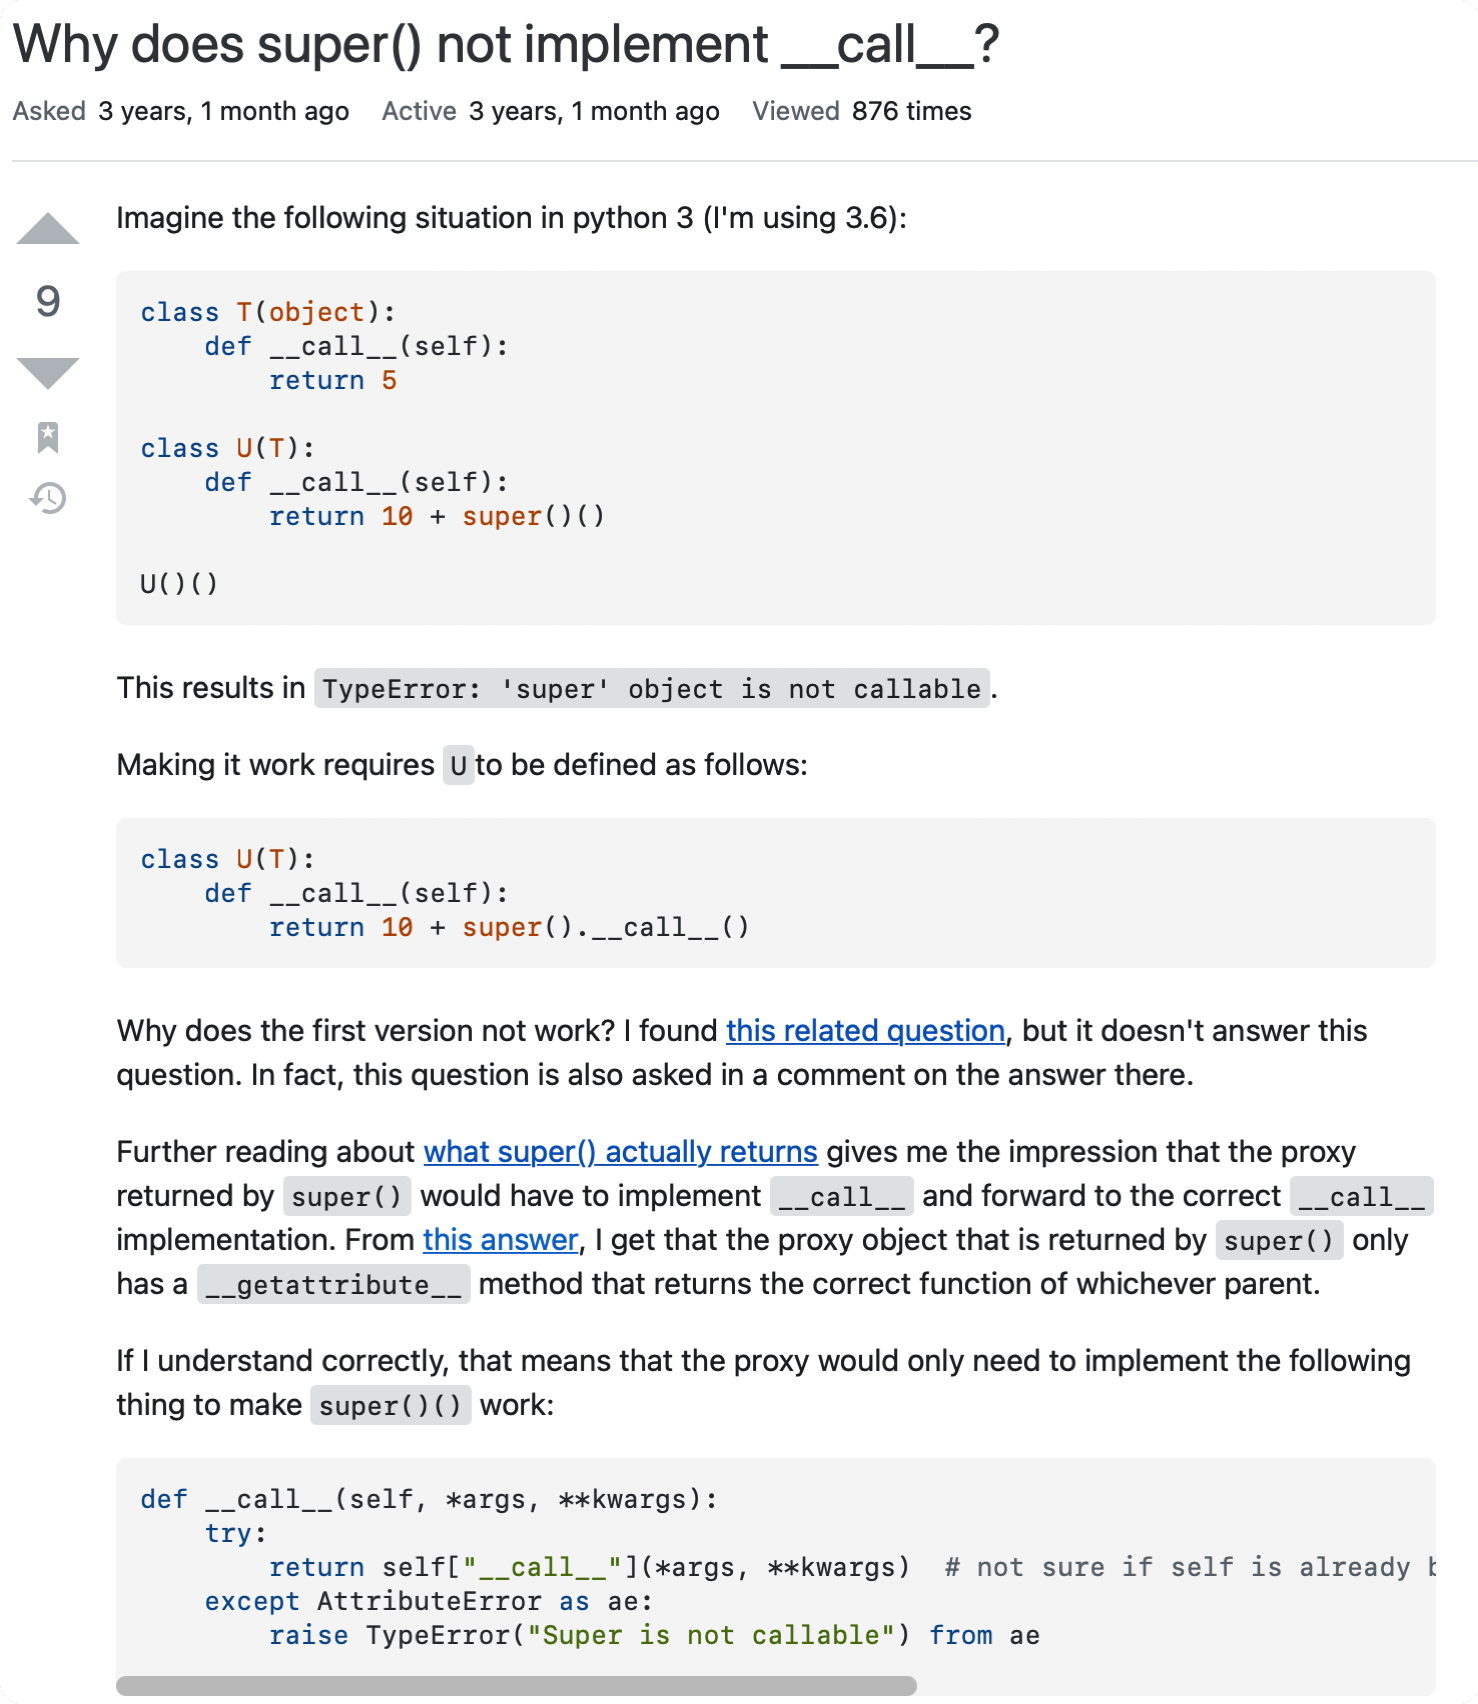 Why does super() not implement __call__?
Asked 3 years, 1 month ago Active 3 years, 1 month ago Viewed 876 times
Imagine the following situation in python 3 (I'm using 3.6):
9
class T(object):
    def __call__(self):
        return 5
class U(T):
    def __call__(self):
        return 10 + super()()
U()()
This results in TypeError: 'super' object is not callable.
Making it work requires U to be defined as follows:
class U(T):
    def __call__(self):
        return 10 + super().__call__()
Why does the first version not work? I found this related question, but it doesn't answer this
question. In fact, this question is also asked in a comment on the answer there.
Further reading about what super() actually returns gives me the impression that the proxy
returned by super() would have to implement __call__ and forward to the correct __call__
implementation. From this answer, I get that the proxy object that is returned by super() only
has a __getattribute__ method that returns the correct function of whichever parent.
If I understand correctly, that means that the proxy would only need to implement the following
thing to make super()() work:
def __call__(self, *args, **kwargs):
    try:
        return self["__call__"](*args, **kwargs)  # not sure if self is already
    except AttributeError as ae:
        raise TypeError("Super is not callable") from ae